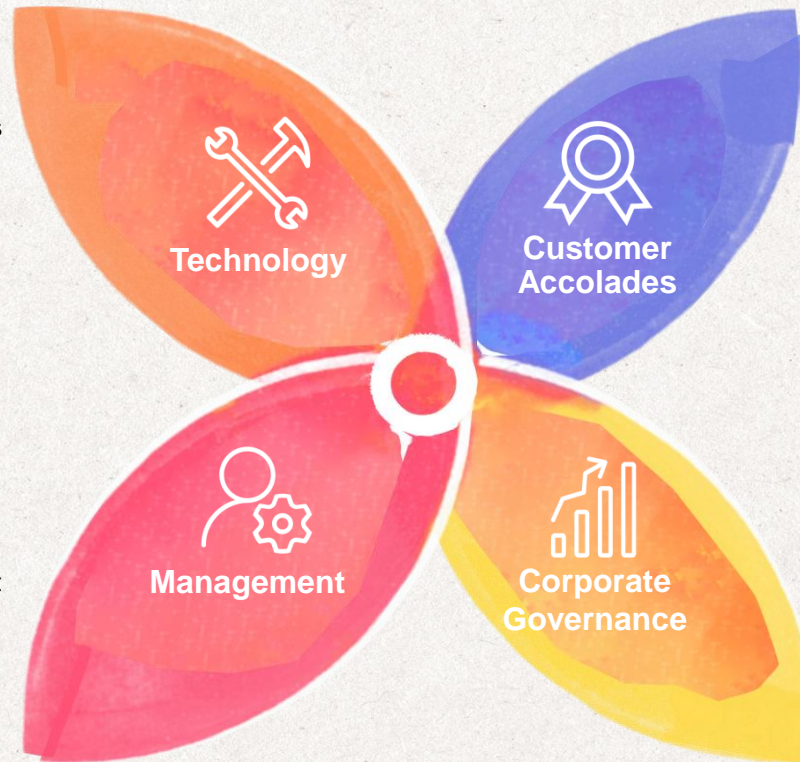 Technology
Customer
Accolades
Management
Corporate
Governance